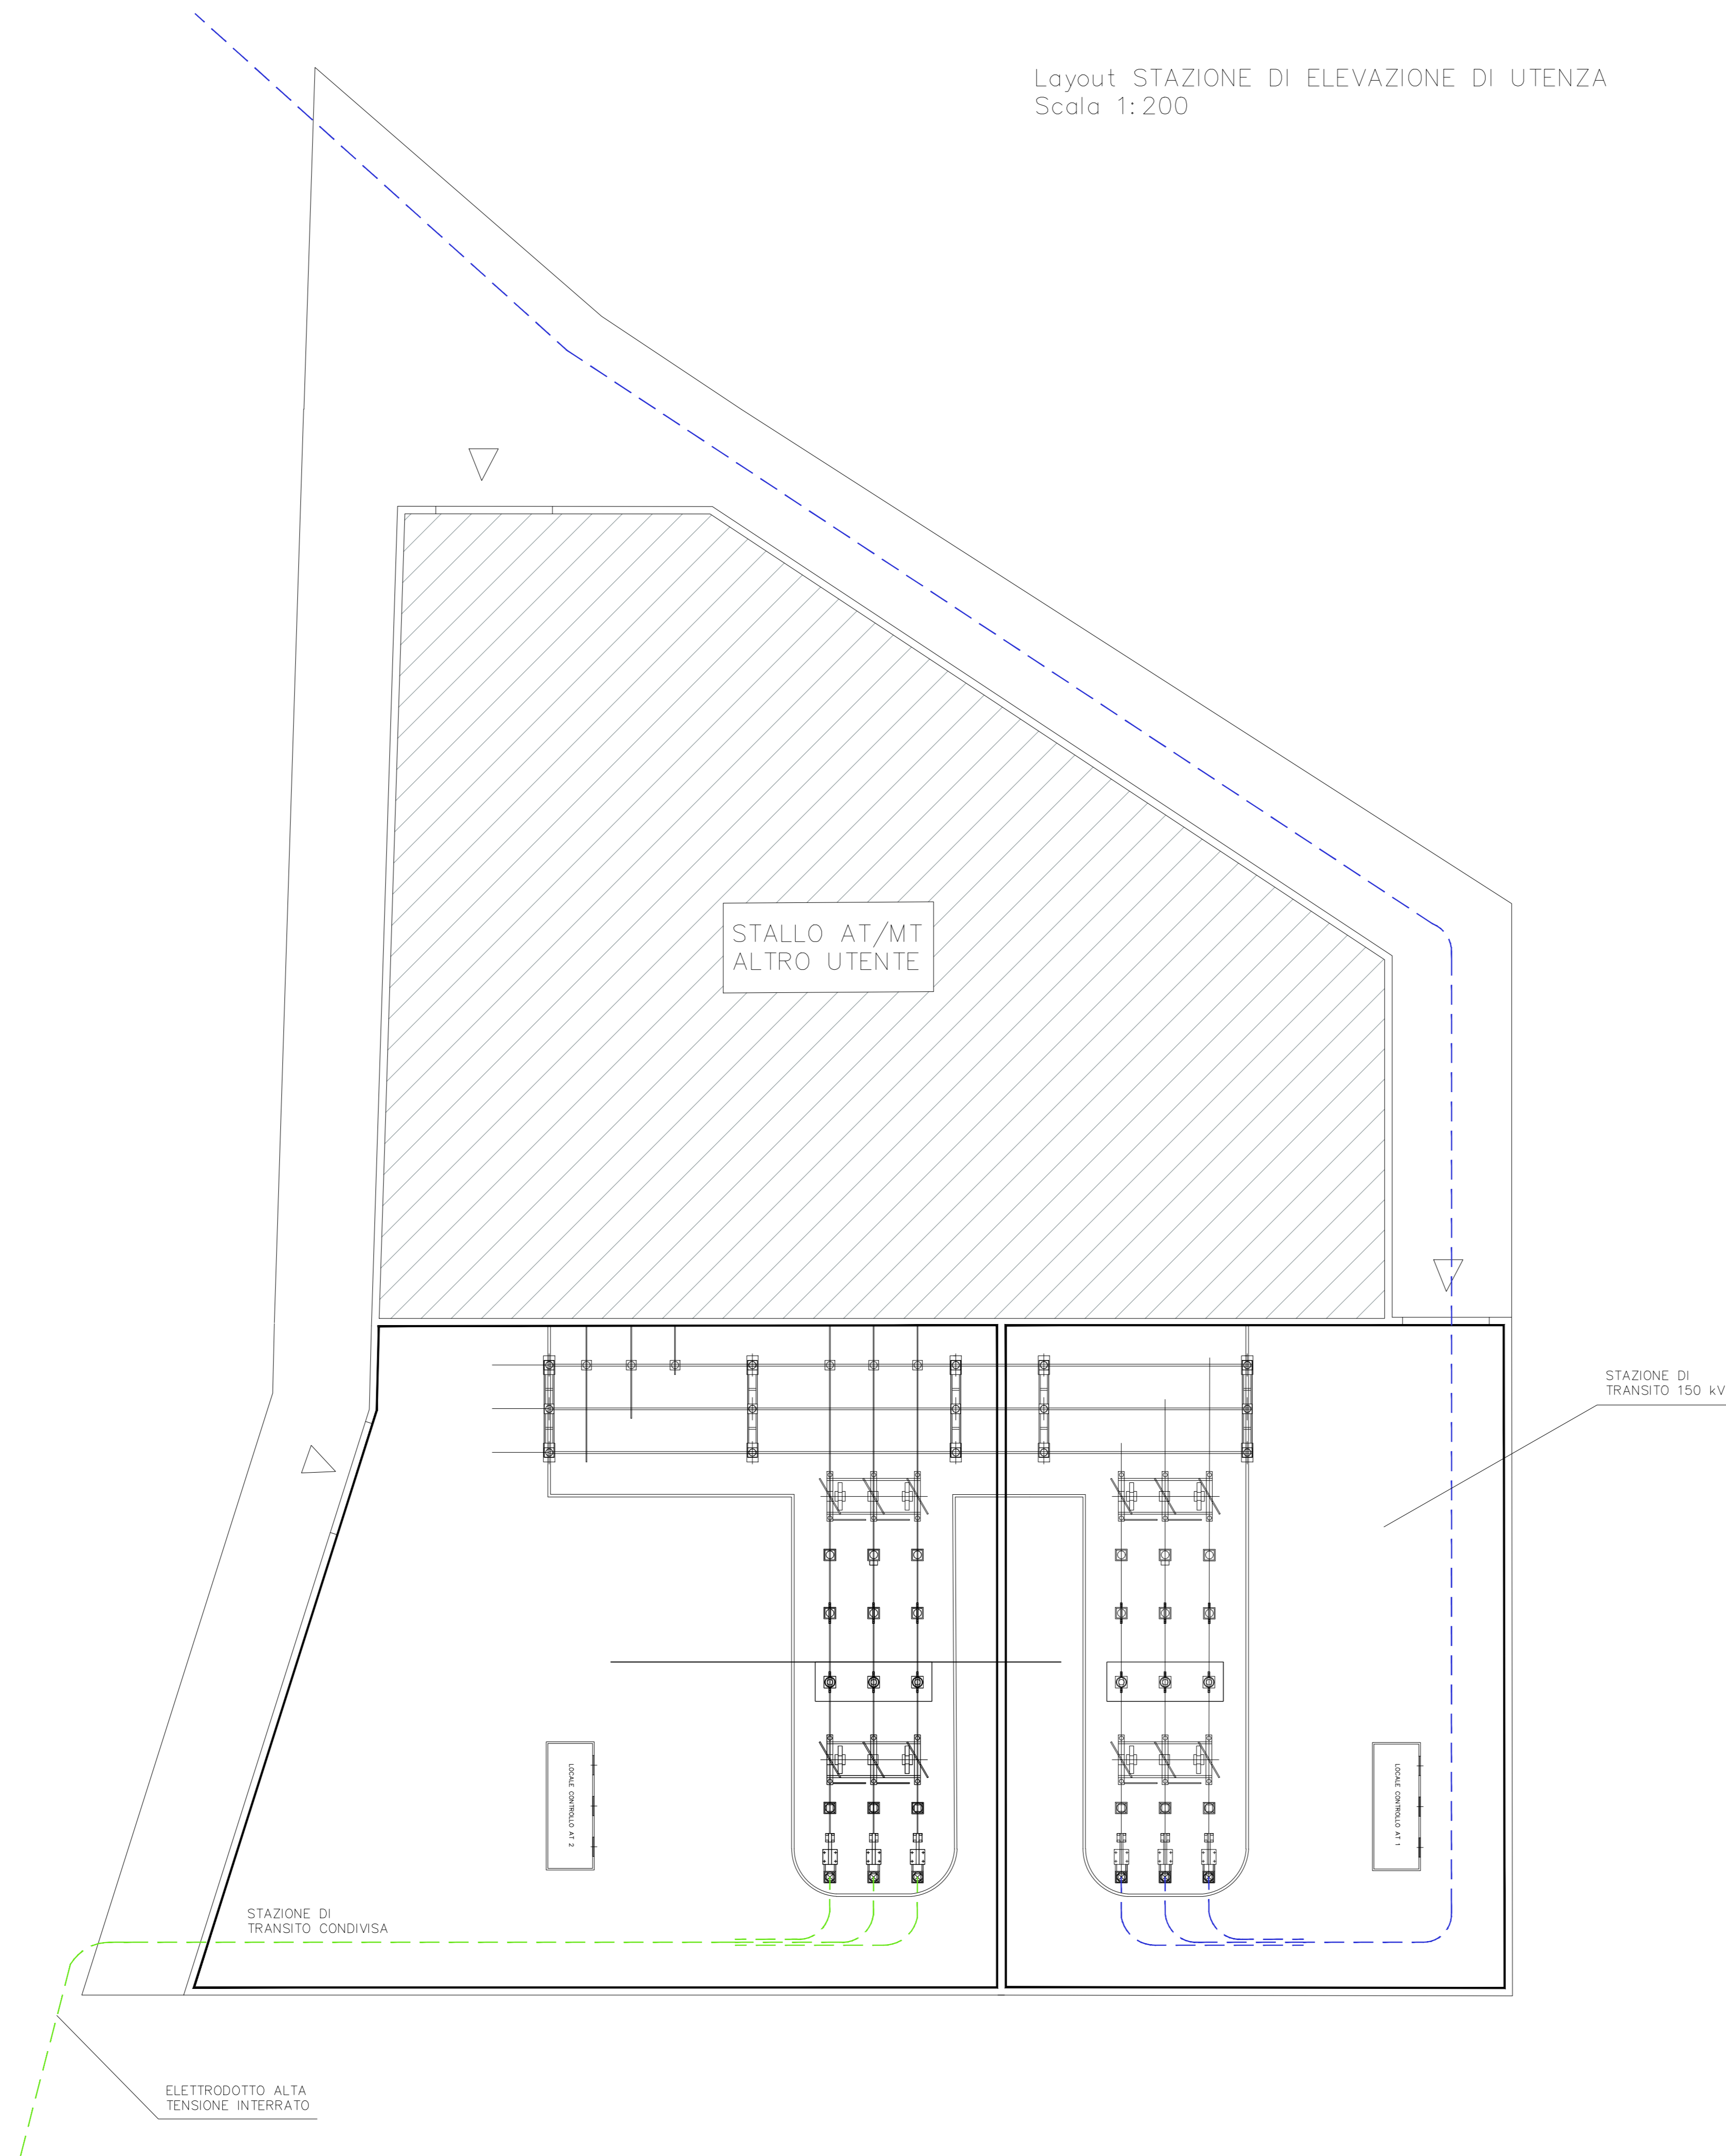 Layout STAZIONE DI ELEVAZIONE DI UTENZA
Scala 1:200
STALLO AT/MT
ALTRO UTENTE
STAZIONE DI
TRANSITO 150 kV
LOCALE CONTROLLO AT 2
LOCALE CONTROLLO AT 1
STAZIONE DI
TRANSITO CONDIVISA
ELETTRODOTTO ALTA
TENSIONE INTERRATO